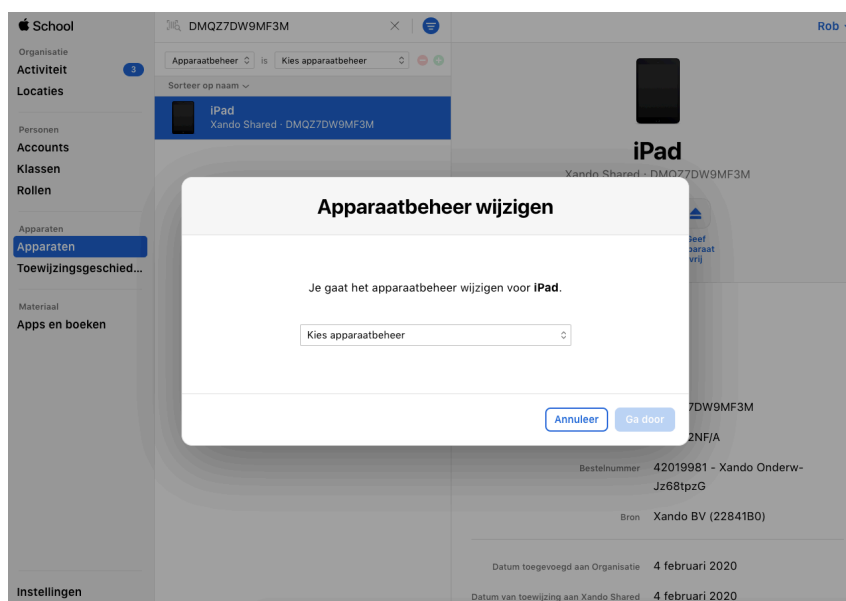 School
Organisatie
Activiteit 3
Locaties
Personen
Accounts
Klassen
Rollen
Apparaten
Apparaten
Toewijzingsgeschied...
Materiaal
Apps en boeken
Instellingen
DMQZ7DW9MF3M
Apparaatbeheer is Kies apparaatbeheer
Sorteer op naam
iPad
Xando Shared · DMQZ7DW9MF3M
Rob
iPad
Xando Shared · DMQZ7DW9MF3M
Apparaatbeheer wijzigen
Je gaat het apparaatbeheer wijzigen voor iPad.
Kies apparaatbeheer
Annuleer Ga door
7DW9MF3M
2NF/A
Bestelnummer 42019981 - Xando Onderw-
Jz68tpzG
Bron Xando BV (22841B0)
Datum toegevoegd aan Organisatie 4 februari 2020
Datum van toewijzing aan Xando Shared 4 februari 2020